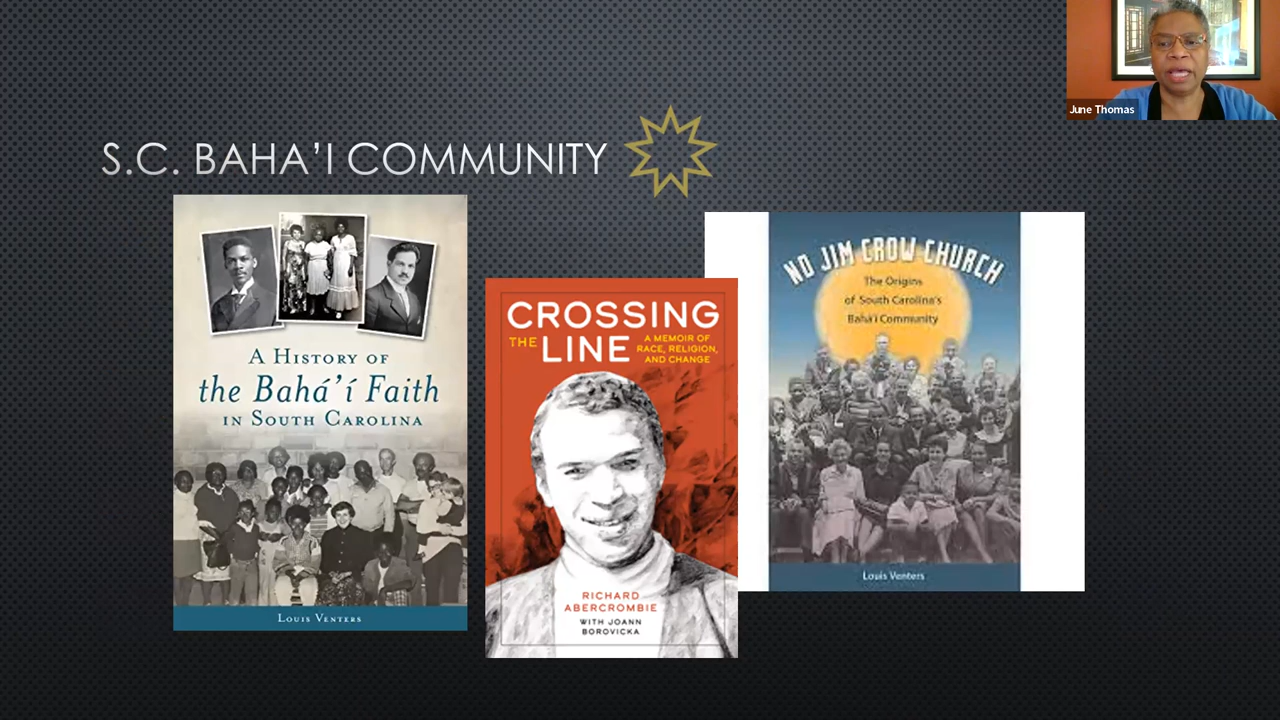 June Thomas
S.C. BAHA’I COMMUNITY
A HISTORY OF
the Bahá’í Faith
IN SOUTH CAROLINA
LOUIS VENTERS
CROSSING
THE LINE
A MEMOIR OF
RACE, RELIGION,
AND CHANGE
RICHARD
ABERCROMBIE
WITH JOANN
BOROVICKA
NO JIM CROW CHURCH
The Origins
of South Carolina's
Bahá'í Community
Louis Venters